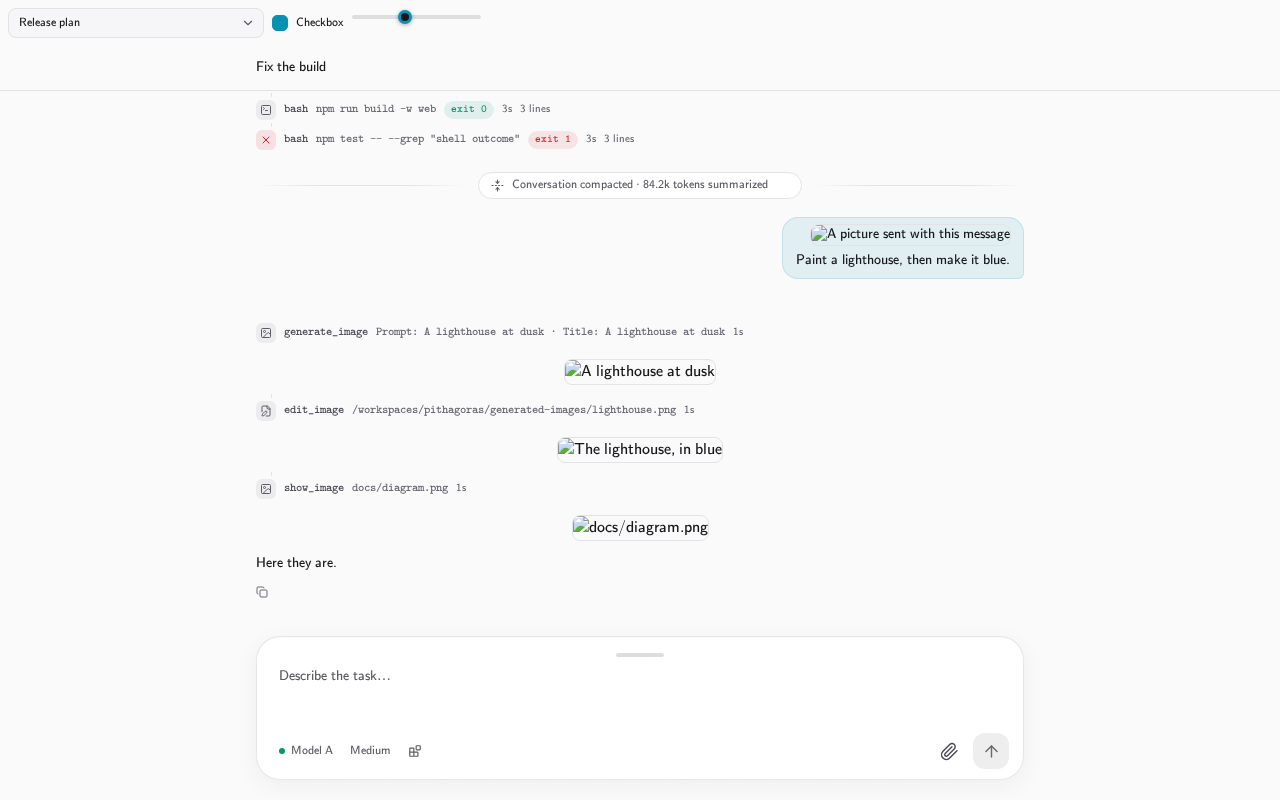 Release plan
Checkbox
Fix the build
bash npm run build -w web exit 0 3s 3 lines
bash npm test -- --grep "shell outcome" exit 1 3s 3 lines
Conversation compacted · 84.2k tokens summarized
A picture sent with this message
Paint a lighthouse, then make it blue.
generate_image Prompt: A lighthouse at dusk · Title: A lighthouse at dusk 1s
A lighthouse at dusk
edit_image /workspaces/pithagoras/generated-images/lighthouse.png 1s
The lighthouse, in blue
show_image docs/diagram.png 1s
docs/diagram.png
Here they are.
Describe the task…
Model A Medium